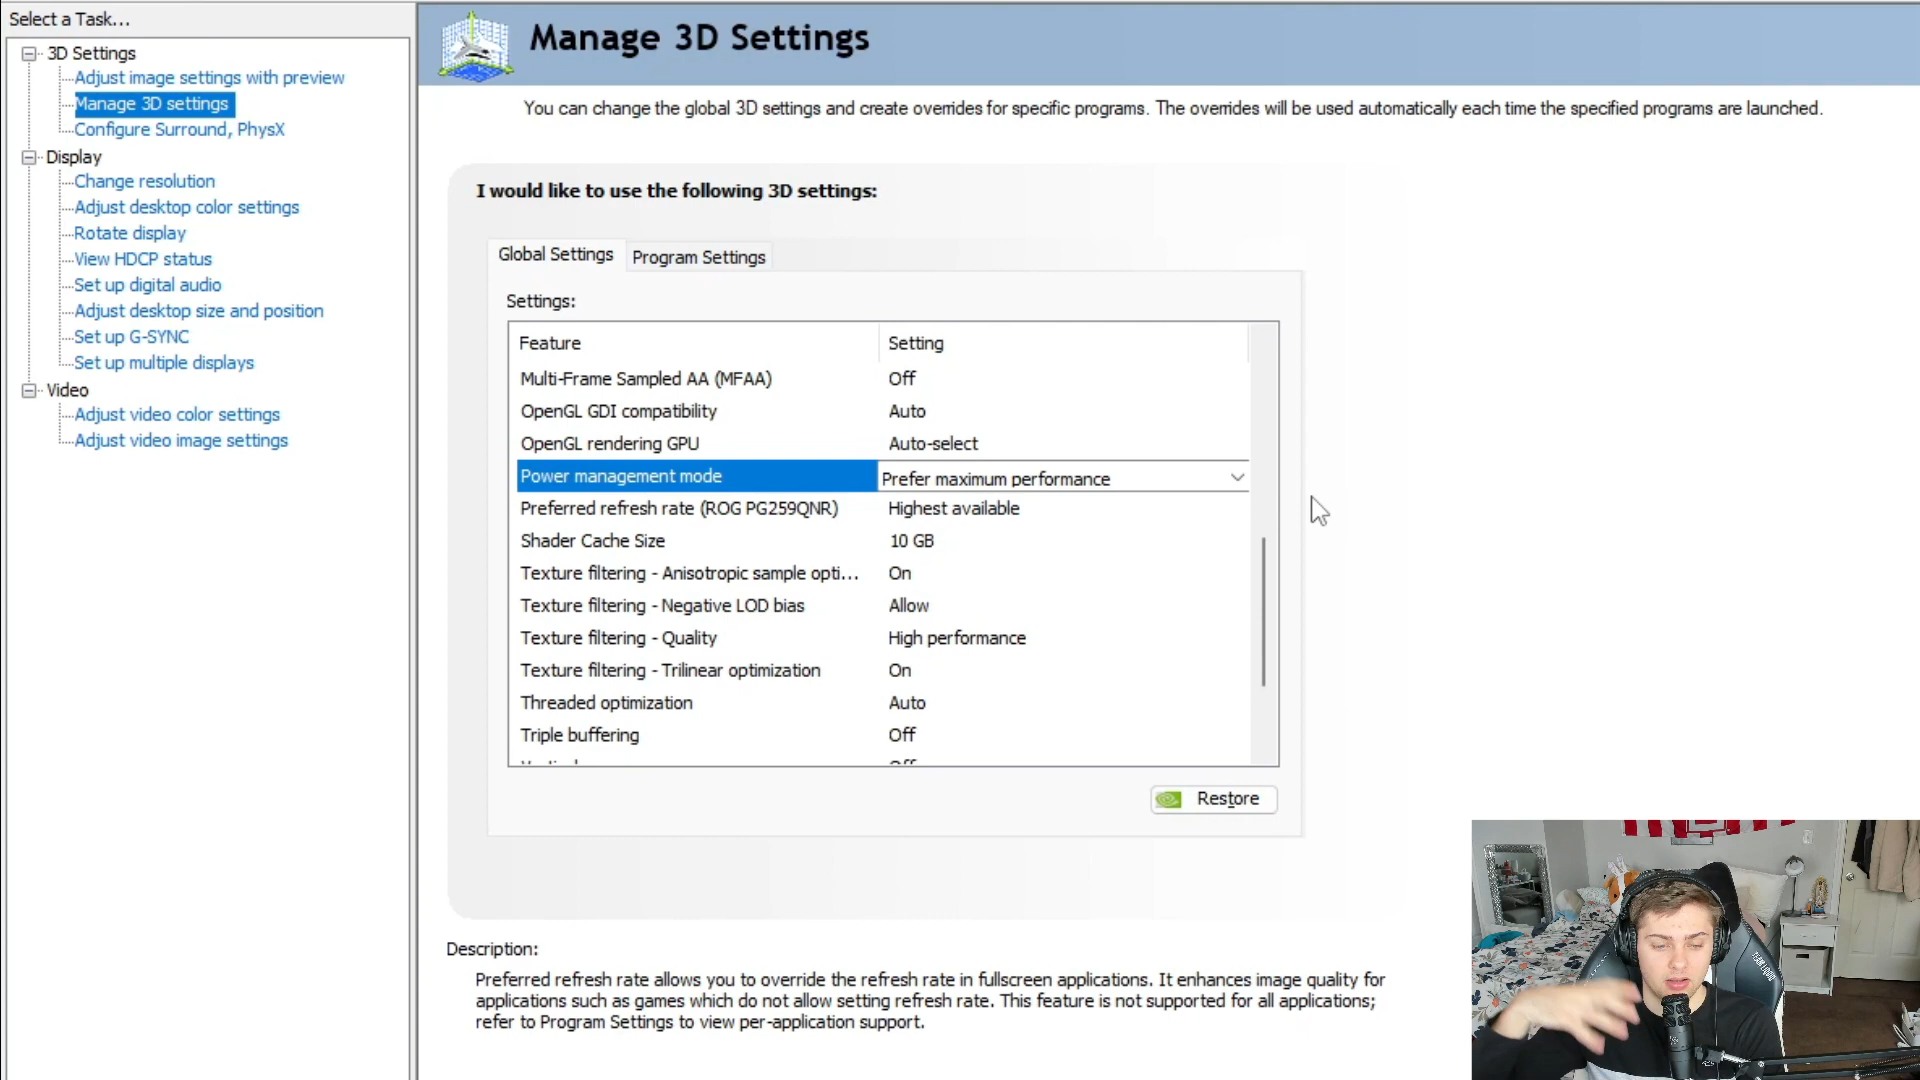 Select a Task...
3D Settings
Adjust image settings with preview
Manage 3D settings
Configure Surround, PhysX
Display
Change resolution
Adjust desktop color settings
Rotate display
View HDCP status
Set up digital audio
Adjust desktop size and position
Set up G-SYNC
Set up multiple displays
Video
Adjust video color settings
Adjust video image settings
Manage 3D Settings
You can change the global 3D settings and create overrides for specific programs. The overrides will be used automatically each time the specified programs are launched.
I would like to use the following 3D settings:
Global Settings Program Settings
Settings:
Feature Setting
Multi-Frame Sampled AA (MFAA) Off
OpenGL GDI compatibility Auto
OpenGL rendering GPU Auto-select
Power management mode Prefer maximum performance
Preferred refresh rate (ROG PG259QNR) Highest available
Shader Cache Size 10 GB
Texture filtering - Anisotropic sample opti... On
Texture filtering - Negative LOD bias Allow
Texture filtering - Quality High performance
Texture filtering - Trilinear optimization On
Threaded optimization Auto
Triple buffering Off
Restore
Description:
Preferred refresh rate allows you to override the refresh rate in fullscreen applications. It enhances image quality for
applications such as games which do not allow setting refresh rate. This feature is not supported for all applications;
refer to Program Settings to view per-application support.